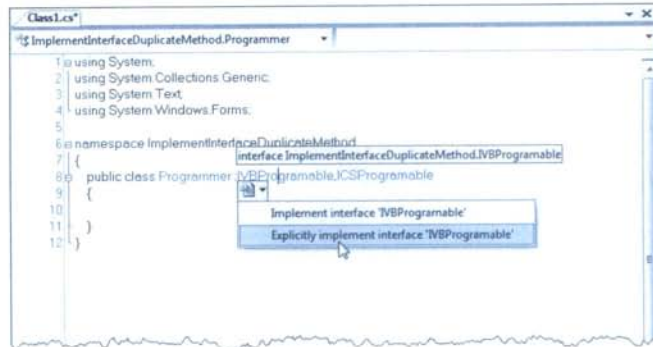 Class1.cs*
ImplementInterfaceDuplicateMethod.Programmer
1 using System;
2 using System.Collections.Generic;
3 using System.Text;
4 using System.Windows.Forms;
5
6 namespace ImplementInterfaceDuplicateMethod
interface ImplementInterfaceDuplicateMethod.IVBProgramable
7 {
8 public class Programmer:IVBProgramable,ICSProgramable
9 {
10
Implement interface 'IVBProgramable'
11 }
Explicitly implement interface 'IVBProgramable'
12 }